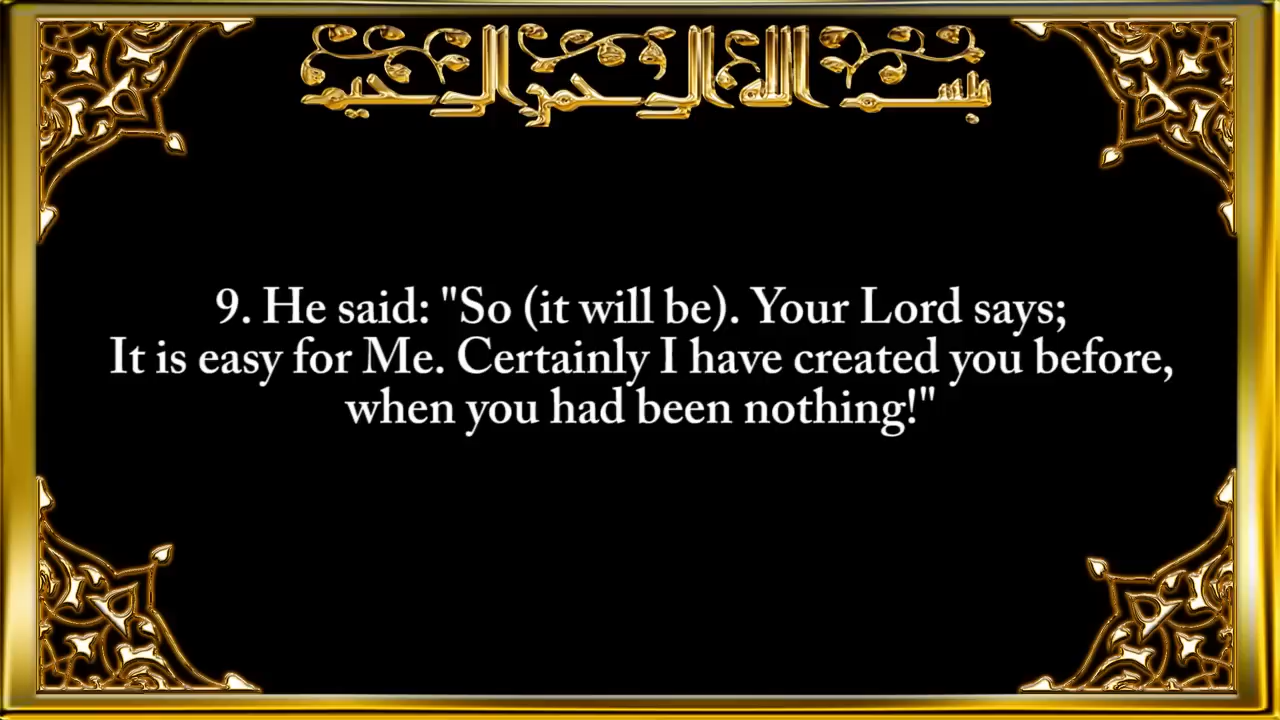 بسم الله الرحمن الرحيم
9. He said: "So (it will be). Your Lord says;
It is easy for Me. Certainly I have created you before,
when you had been nothing!"